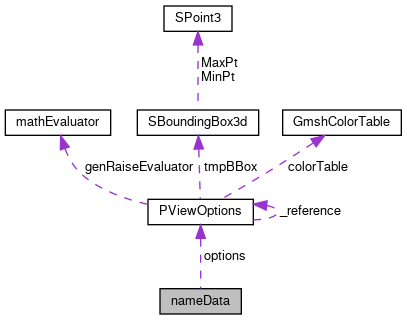 SPoint3
MaxPt
MinPt
mathEvaluator
SBoundingBox3d
GmshColorTable
genRaiseEvaluator
tmpBBox
colorTable
PViewOptions
_reference
options
nameData